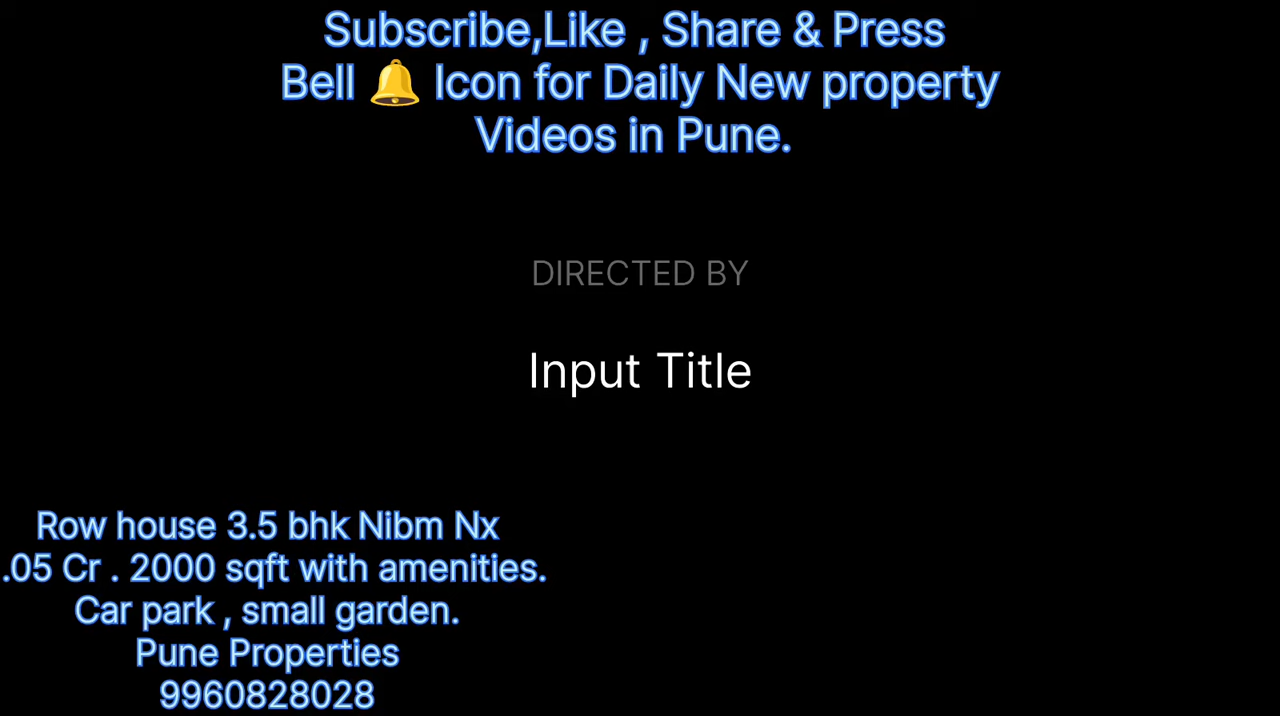 Subscribe,Like , Share & Press
Bell 🔔 Icon for Daily New property
Videos in Pune.
DIRECTED BY
Input Title
Row house 3.5 bhk Nibm Nx
.05 Cr . 2000 sqft with amenities.
Car park , small garden.
Pune Properties
9960828028